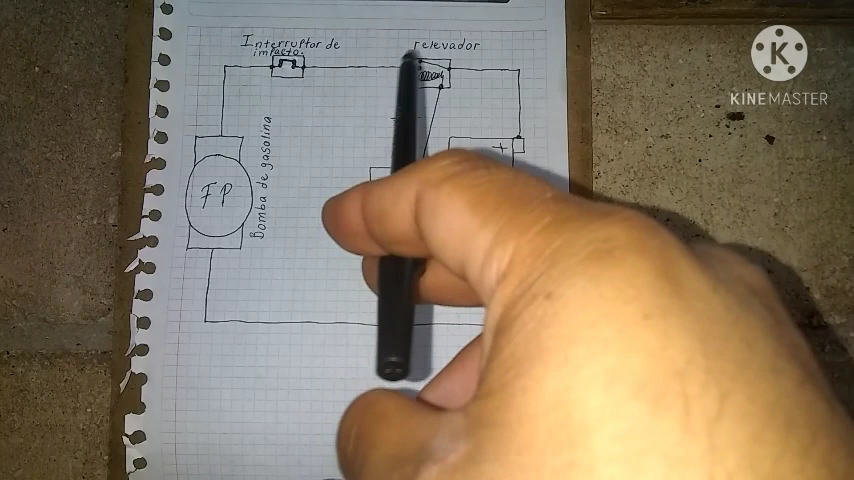 Interruptor de
impacto.
relevador
Bomba de gasolina
FP
+
K
KINEMASTER